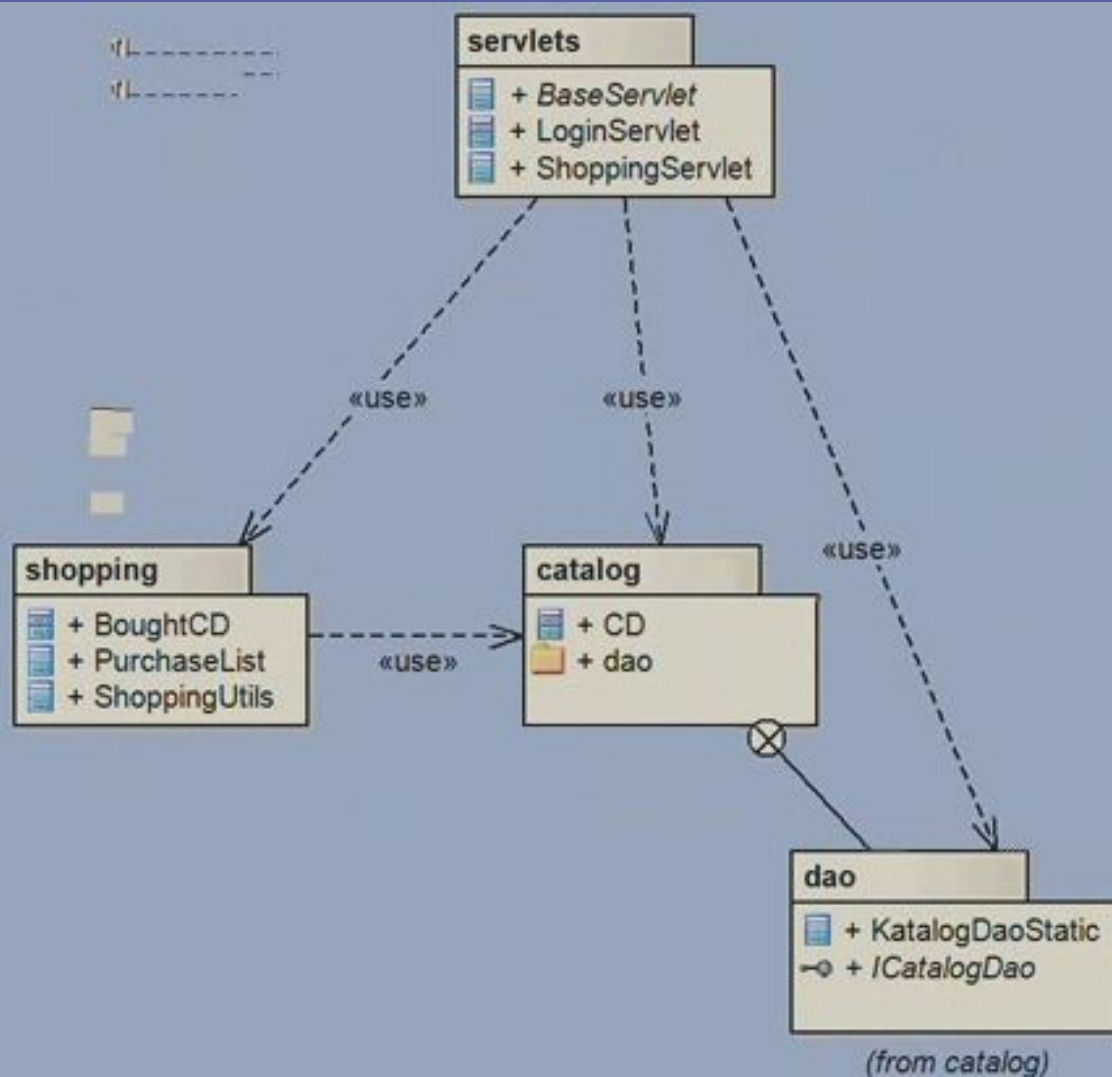 servlets
+ BaseServlet
+ LoginServlet
+ ShoppingServlet
«use»
«use»
«use»
shopping
+ BoughtCD
+ PurchaseList
+ ShoppingUtils
«use»
catalog
+ CD
+ dao
dao
+ KatalogDaoStatic
+ ICatalogDao
(from catalog)